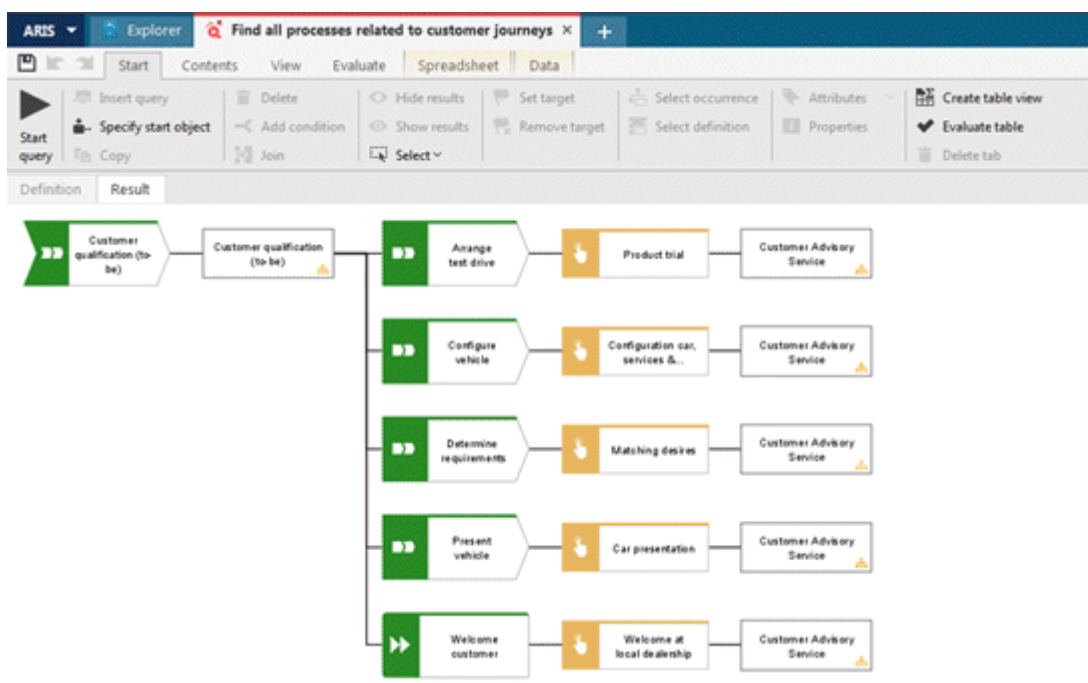 ARIS Explorer Find all processes related to customer journeys × +
Start Contents View Evaluate Spreadsheet Data
Insert query Delete Hide results Set target Select occurrence Attributes Create table view
Start Specify start object Add condition Show results Remove target Select definition Properties Evaluate table
query Copy Join Select Delete tab
Definition Result
Customer
qualification (to-
be)
Customer qualification
(to-be)
Arrange
test drive
Product trial
Customer Advisory
Service
Configure
vehicle
Configuration car,
services &...
Customer Advisory
Service
Determine
requirements
Matching desires
Customer Advisory
Service
Present
vehicle
Car presentation
Customer Advisory
Service
Welcome
customer
Welcome at
local dealership
Customer Advisory
Service